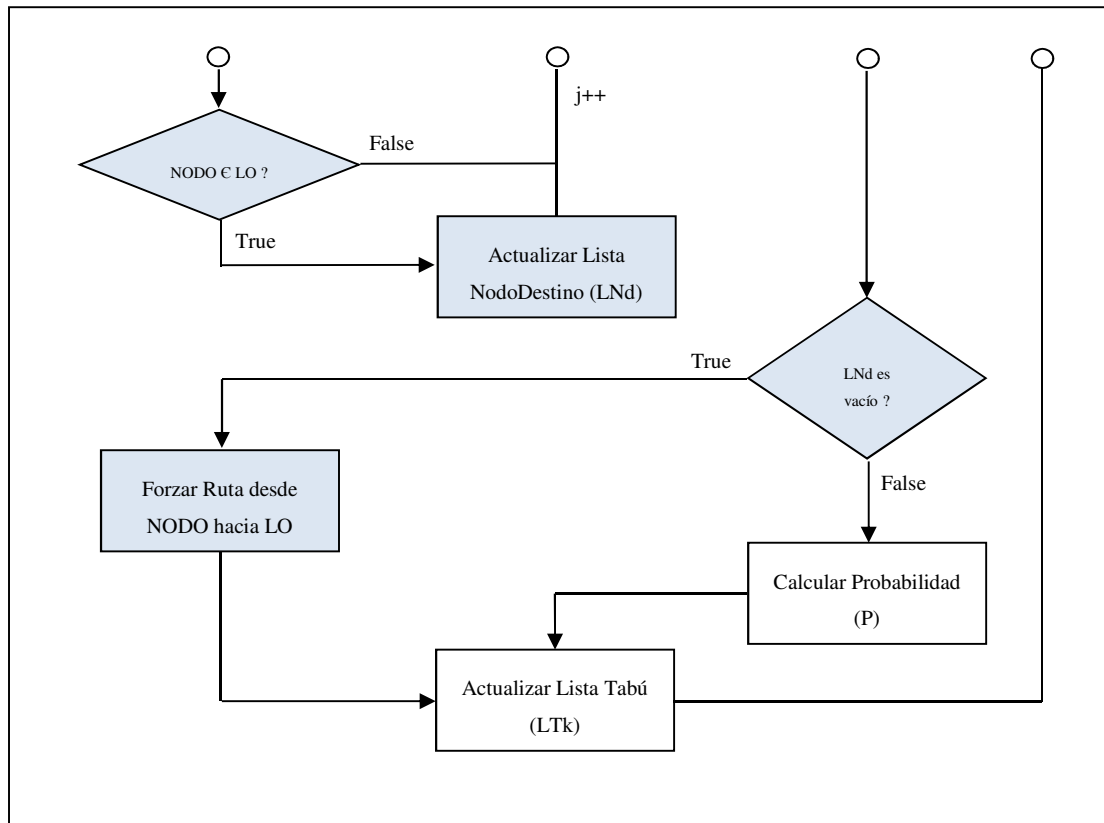 j++
False
NODO Є LO ?
True
Actualizar Lista
NodoDestino (LNd)
True
LNd es
vacío ?
False
Forzar Ruta desde
NODO hacia LO
Calcular Probabilidad
(P)
Actualizar Lista Tabú
(LTk)